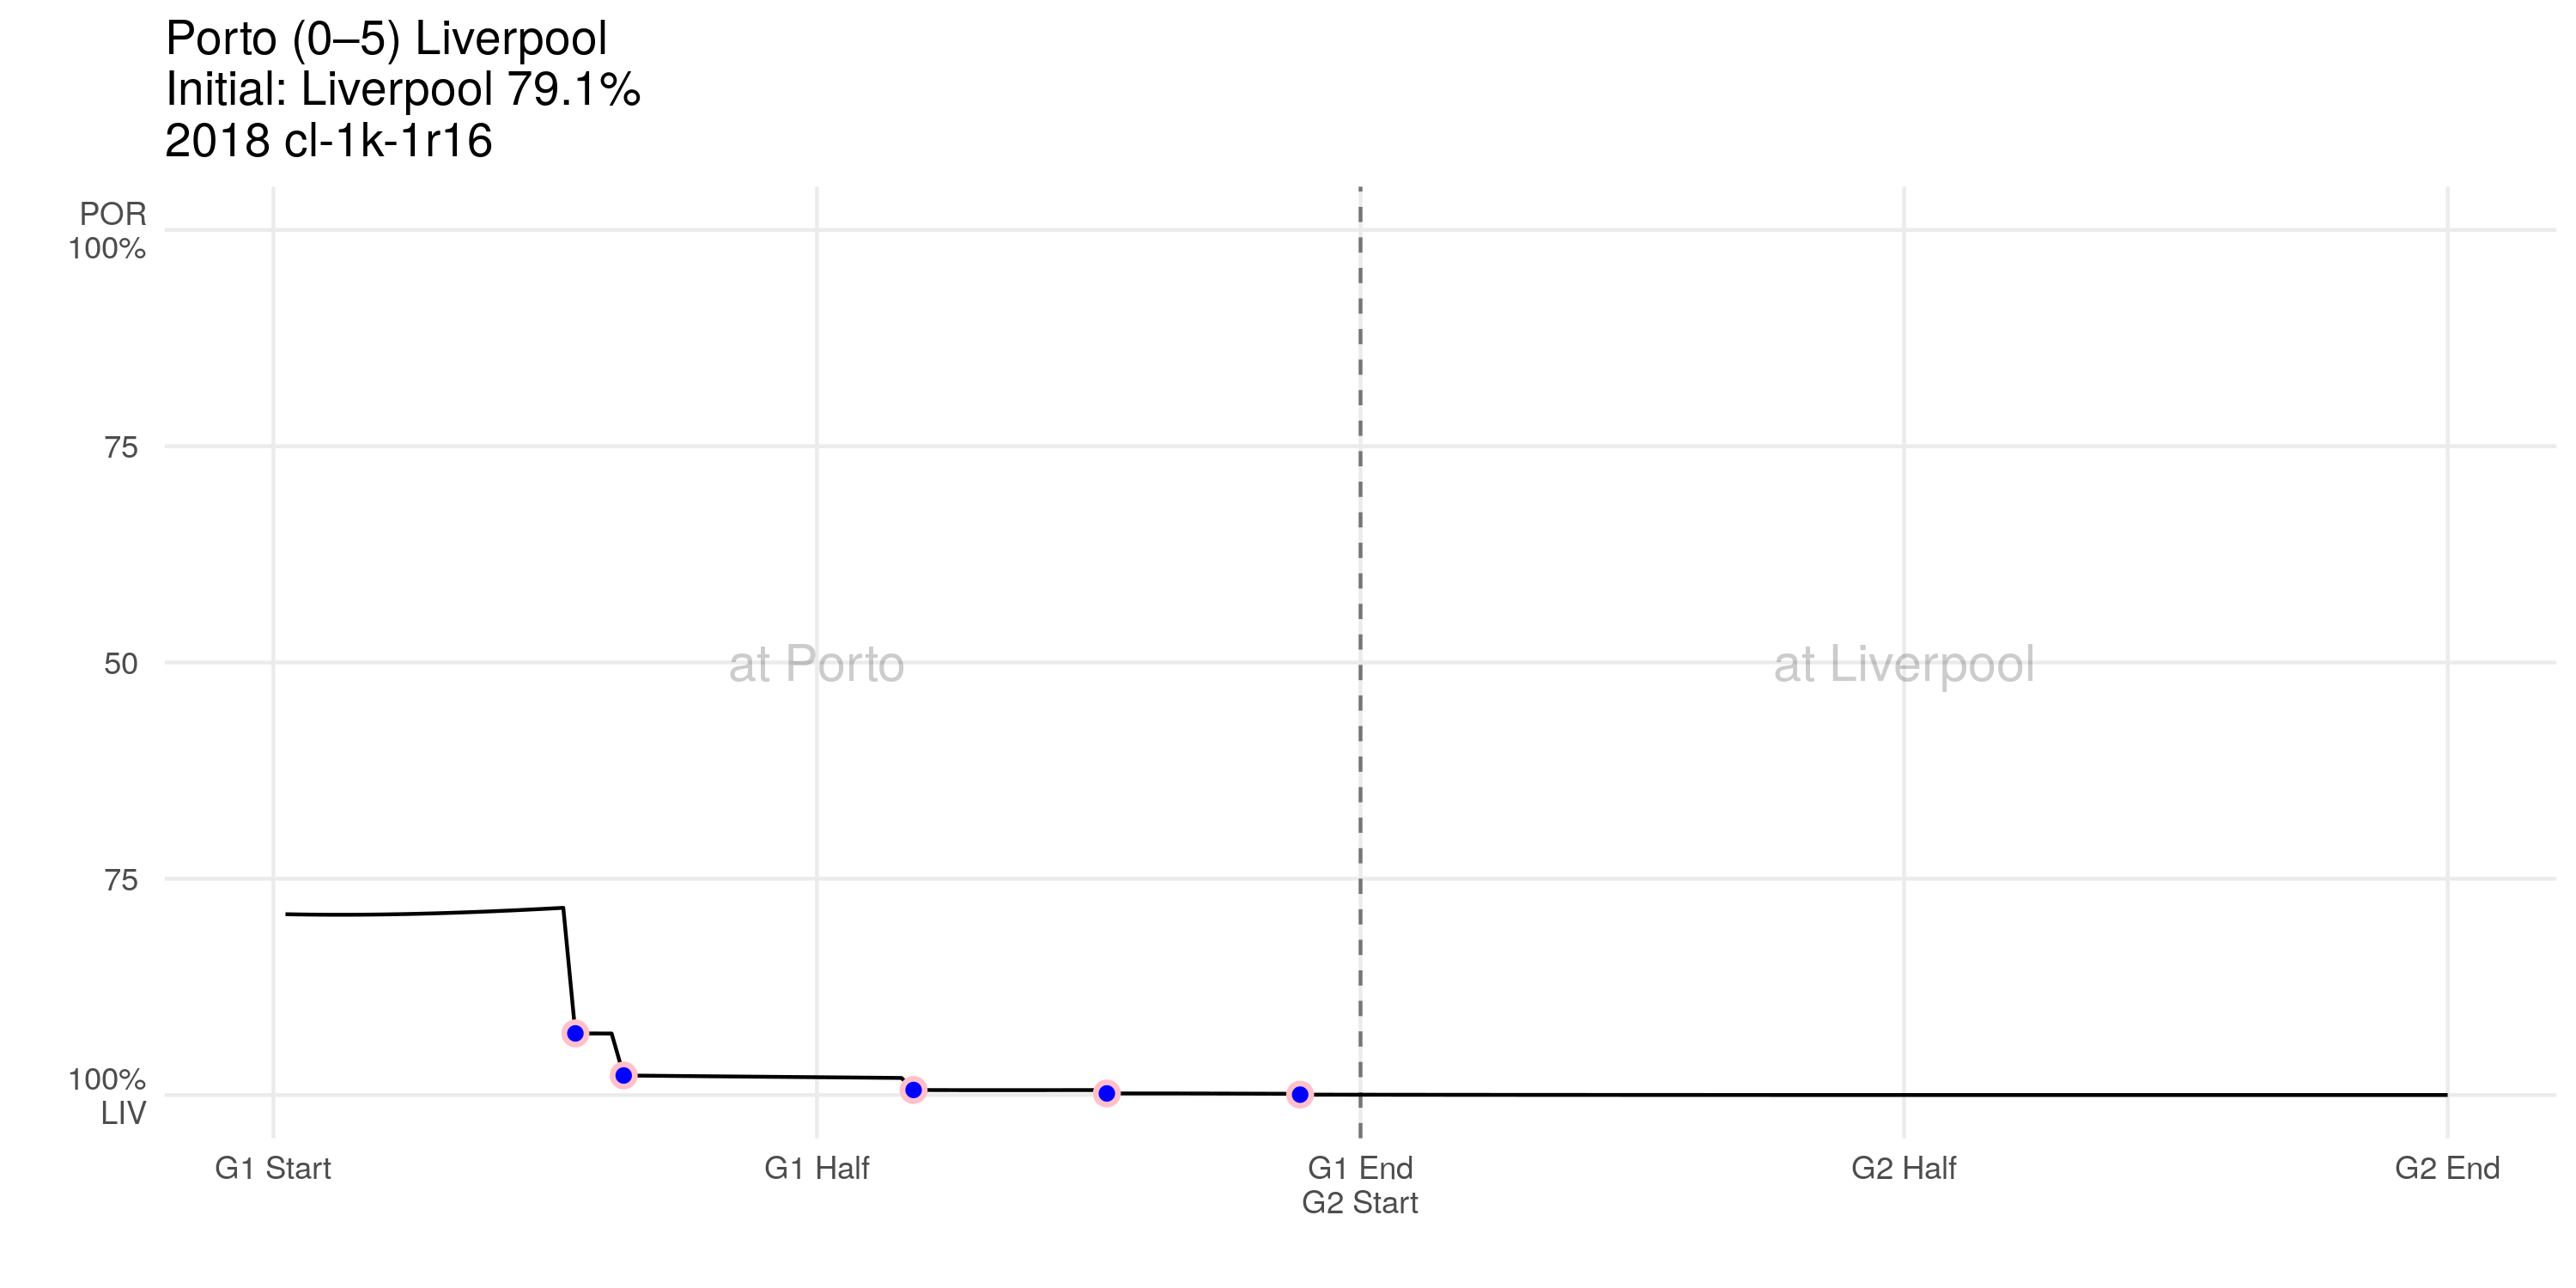 Porto (0–5) Liverpool
Initial: Liverpool 79.1%
2018 cl-1k-1r16
POR
100%
75
50
75
100%
LIV
at Porto
at Liverpool
G1 Start
G1 Half
G1 End
G2 Start
G2 Half
G2 End